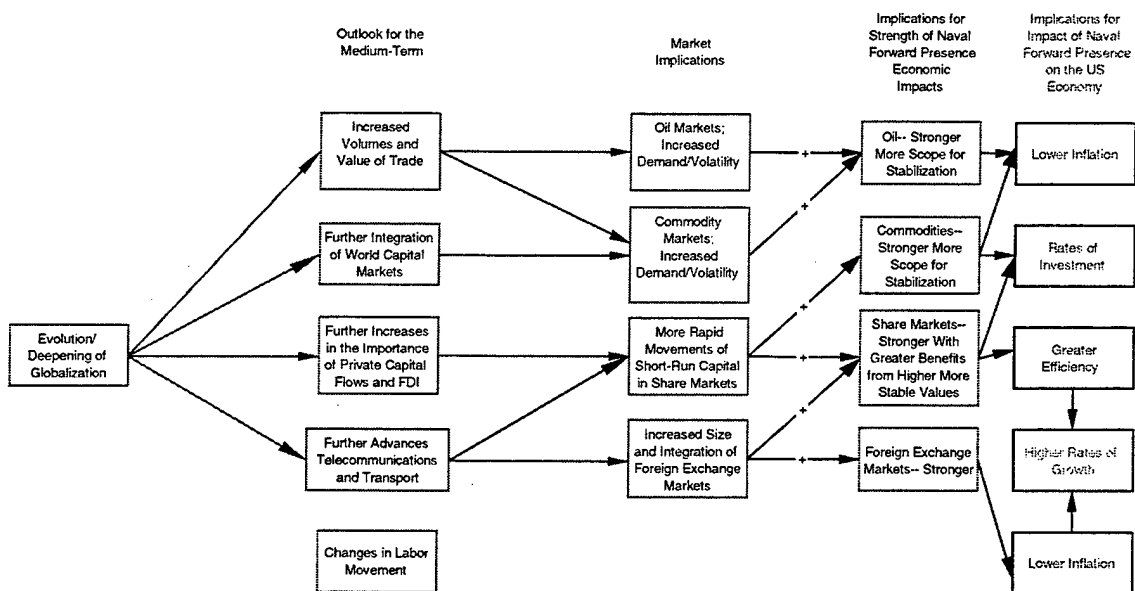 Outlook for the
Medium-Term
Market
Implications
Implications for
Strength of Naval
Forward Presence
Economic
Impacts
Implications for
Impact of Naval
Forward Presence
on the US
Economy
Increased
Volumes and
Value of Trade
Oil Markets;
Increased
Demand/Volatility
+
Oil-- Stronger
More Scope for
Stabilization
Lower Inflation
+
Further Integration
of World Capital
Markets
Commodity
Markets;
Increased
Demand/Volatility
Commodities--
Stronger More
Scope for
Stabilization
Rates of
Investment
+
Evolution/
Deepening of
Globalization
Further Increases
in the Importance
of Private Capital
Flows and FDI
More Rapid
Movements of
Short-Run Capital
in Share Markets
+
Share Markets--
Stronger With
Greater Benefits
from Higher More
Stable Values
Greater
Efficiency
+
Further Advances
Telecommunications
and Transport
Increased Size
and Integration of
Foreign Exchange
Markets
+
Foreign Exchange
Markets-- Stronger
Higher Rates of
Growth
Changes in Labor
Movement
Lower Inflation